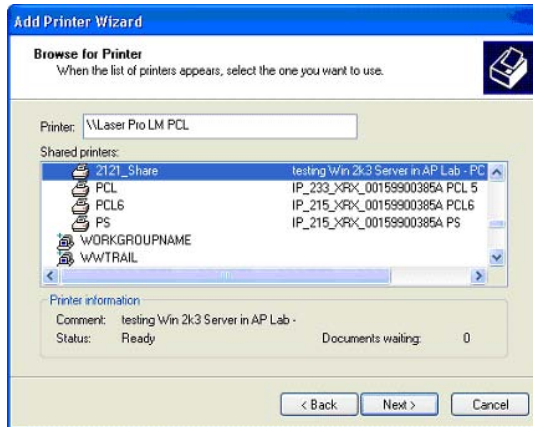 Add Printer Wizard
Browse for Printer
When the list of printers appears, select the one you want to use.
Printer: \\Laser Pro LM PCL
Shared printers:
2121_Share testing Win 2k3 Server in AP Lab - PC
PCL IP_233_XRX_00159900385A PCL 5
PCL6 IP_215_XRX_00159900385A PCL6
PS IP_215_XRX_00159900385A PS
WORKGROUPNAME
WWTRAIL
Printer information
Comment: testing Win 2k3 Server in AP Lab -
Status: Ready Documents waiting: 0
< Back Next > Cancel